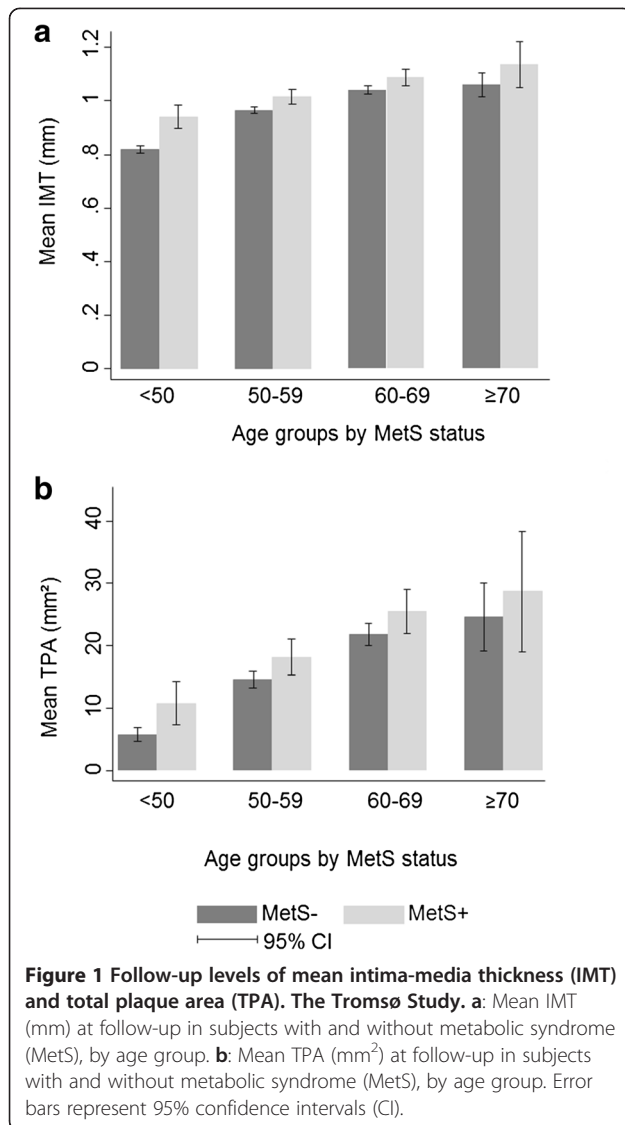 a
1.2
1
.8
.6
.4
.2
0
Mean IMT (mm)
<50 50-59 60-69 ≥70
Age groups by MetS status
b
40
30
20
10
0
Mean TPA (mm²)
<50 50-59 60-69 ≥70
Age groups by MetS status
MetS- MetS+
95% CI
Figure 1 Follow-up levels of mean intima-media thickness (IMT)
and total plaque area (TPA). The Tromsø Study. a: Mean IMT
(mm) at follow-up in subjects with and without metabolic syndrome
(MetS), by age group. b: Mean TPA (mm²) at follow-up in subjects
with and without metabolic syndrome (MetS), by age group. Error
bars represent 95% confidence intervals (CI).